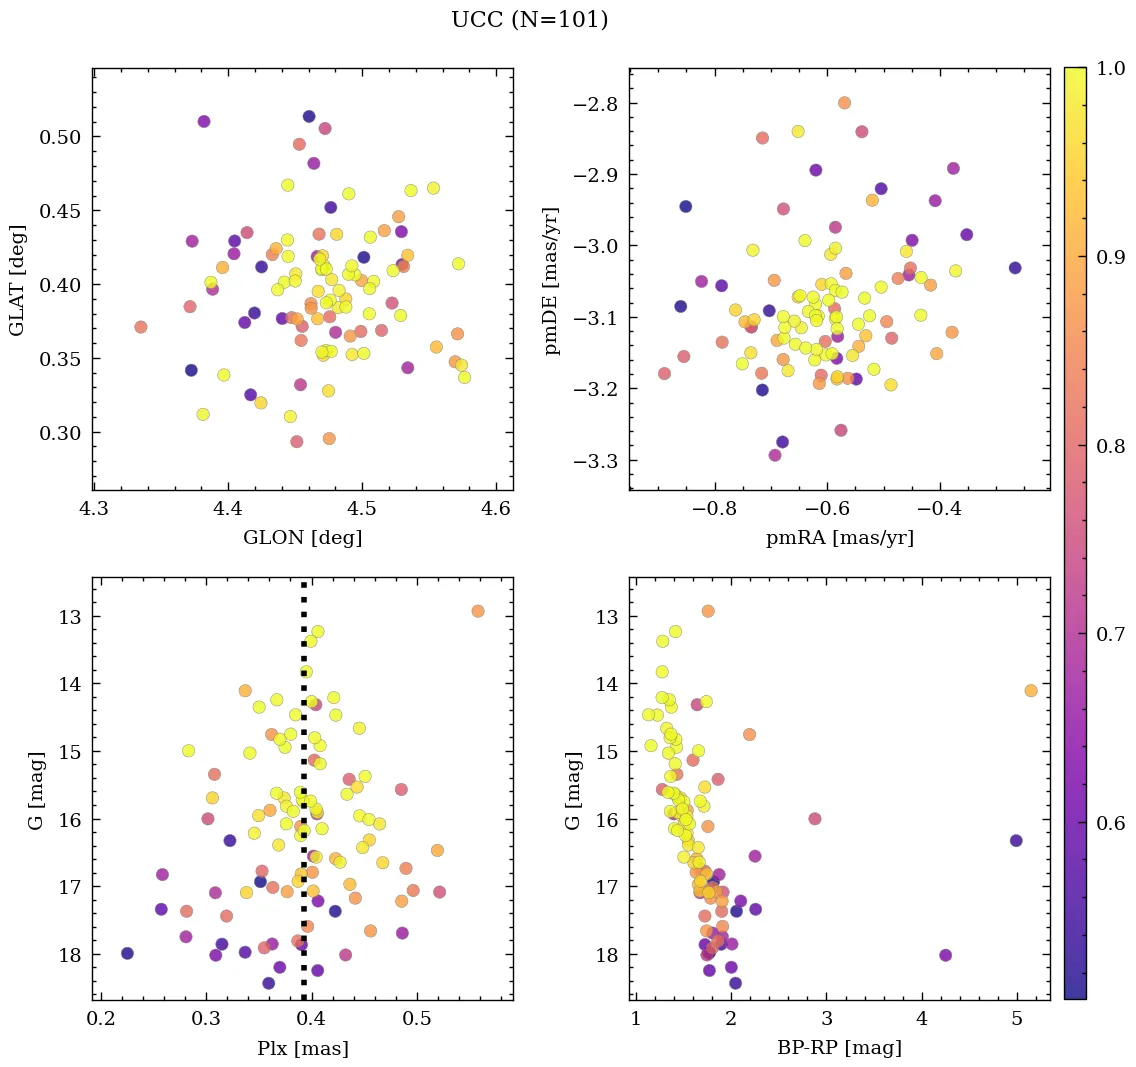 UCC (N=101)
0.50
0.45
0.40
0.35
0.30
GLAT [deg]
4.3 4.4 4.5 4.6
GLON [deg]
−2.8
−2.9
−3.0
−3.1
−3.2
−3.3
pmDE [mas/yr]
−0.8 −0.6 −0.4
pmRA [mas/yr]
13
14
15
16
17
18
G [mag]
0.2 0.3 0.4 0.5
Plx [mas]
13
14
15
16
17
18
G [mag]
1 2 3 4 5
BP-RP [mag]
1.0
0.9
0.8
0.7
0.6